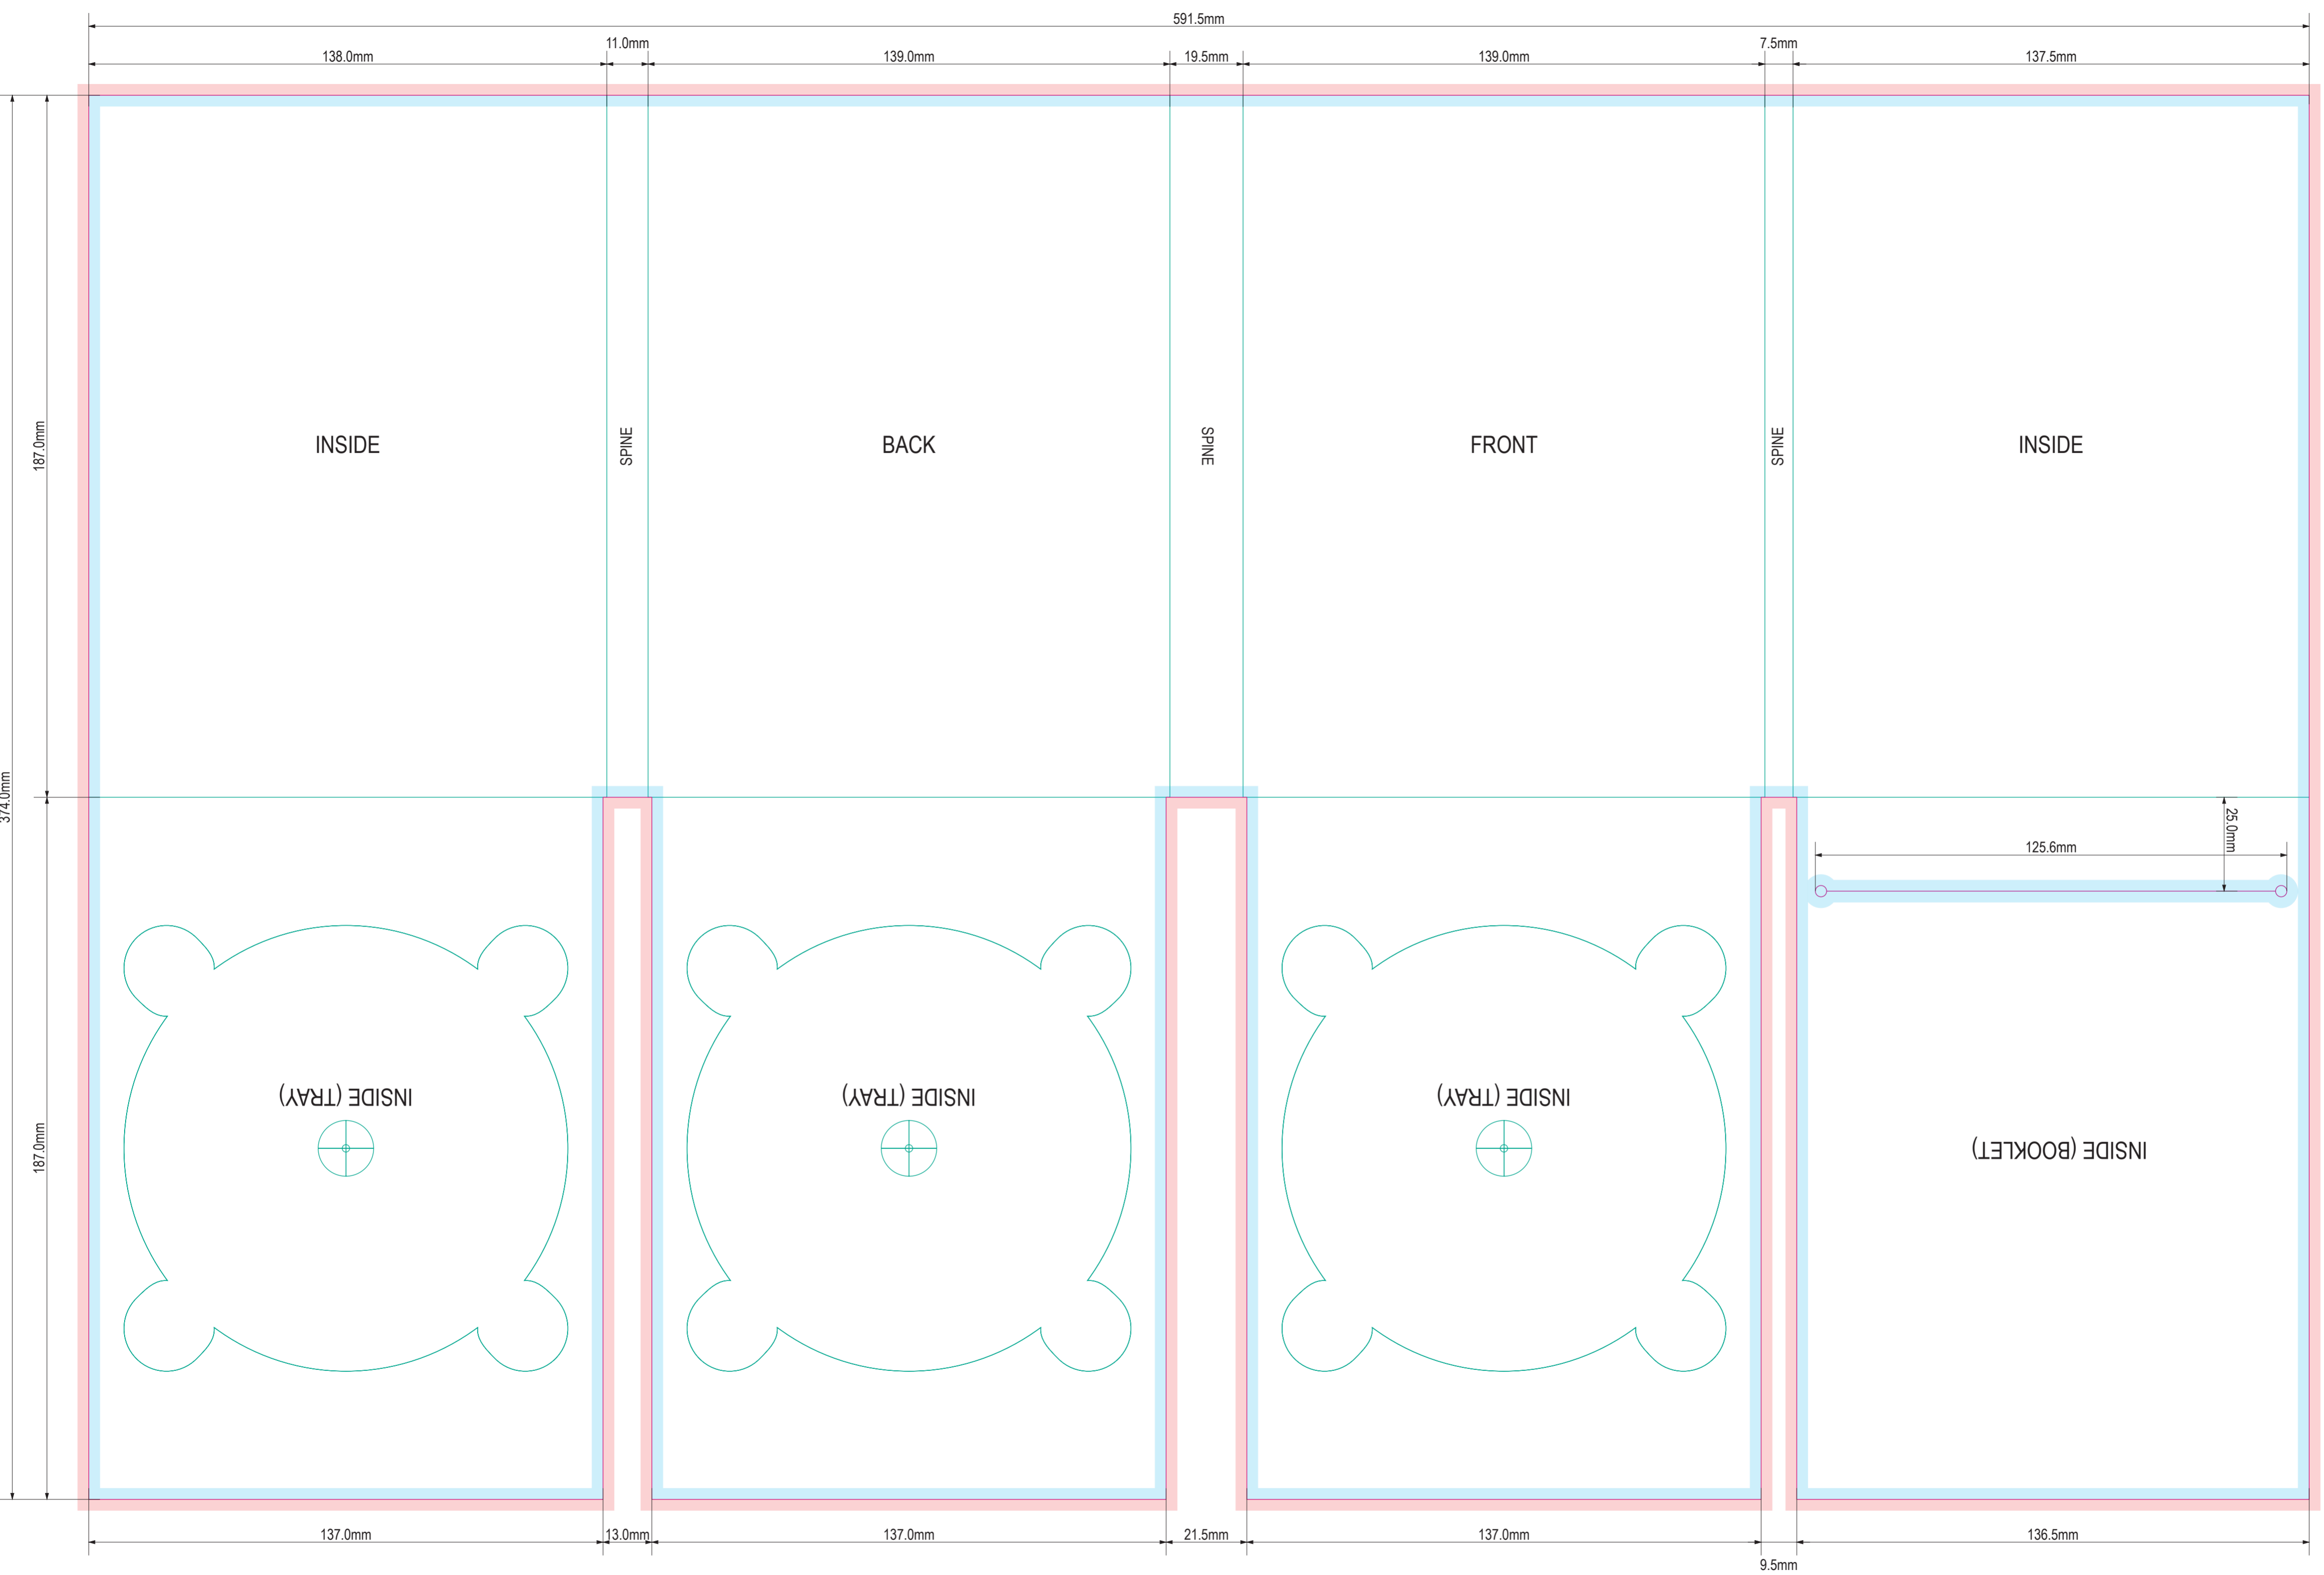 591.5mm
11.0mm
7.5mm
138.0mm
139.0mm
19.5mm
139.0mm
137.5mm
187.0mm
INSIDE
SPINE
BACK
SPINE
FRONT
SPINE
INSIDE
374.0mm
25.0mm
125.6mm
187.0mm
INSIDE (TRAY)
INSIDE (TRAY)
INSIDE (TRAY)
INSIDE (BOOKLET)
137.0mm
13.0mm
137.0mm
21.5mm
137.0mm
136.5mm
9.5mm